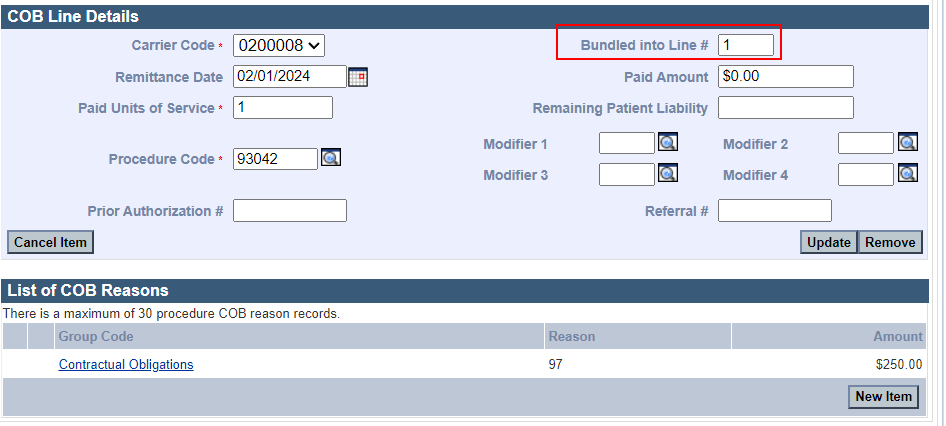 COB Line Details
Carrier Code * 0200008 Bundled into Line # 1
Remittance Date 02/01/2024 Paid Amount $0.00
Paid Units of Service * 1 Remaining Patient Liability
Modifier 1 Modifier 2
Procedure Code * 93042
Modifier 3 Modifier 4
Prior Authorization # Referral #
Cancel Item Update Remove
List of COB Reasons
There is a maximum of 30 procedure COB reason records.
Group Code Reason Amount
Contractual Obligations 97 $250.00
New Item